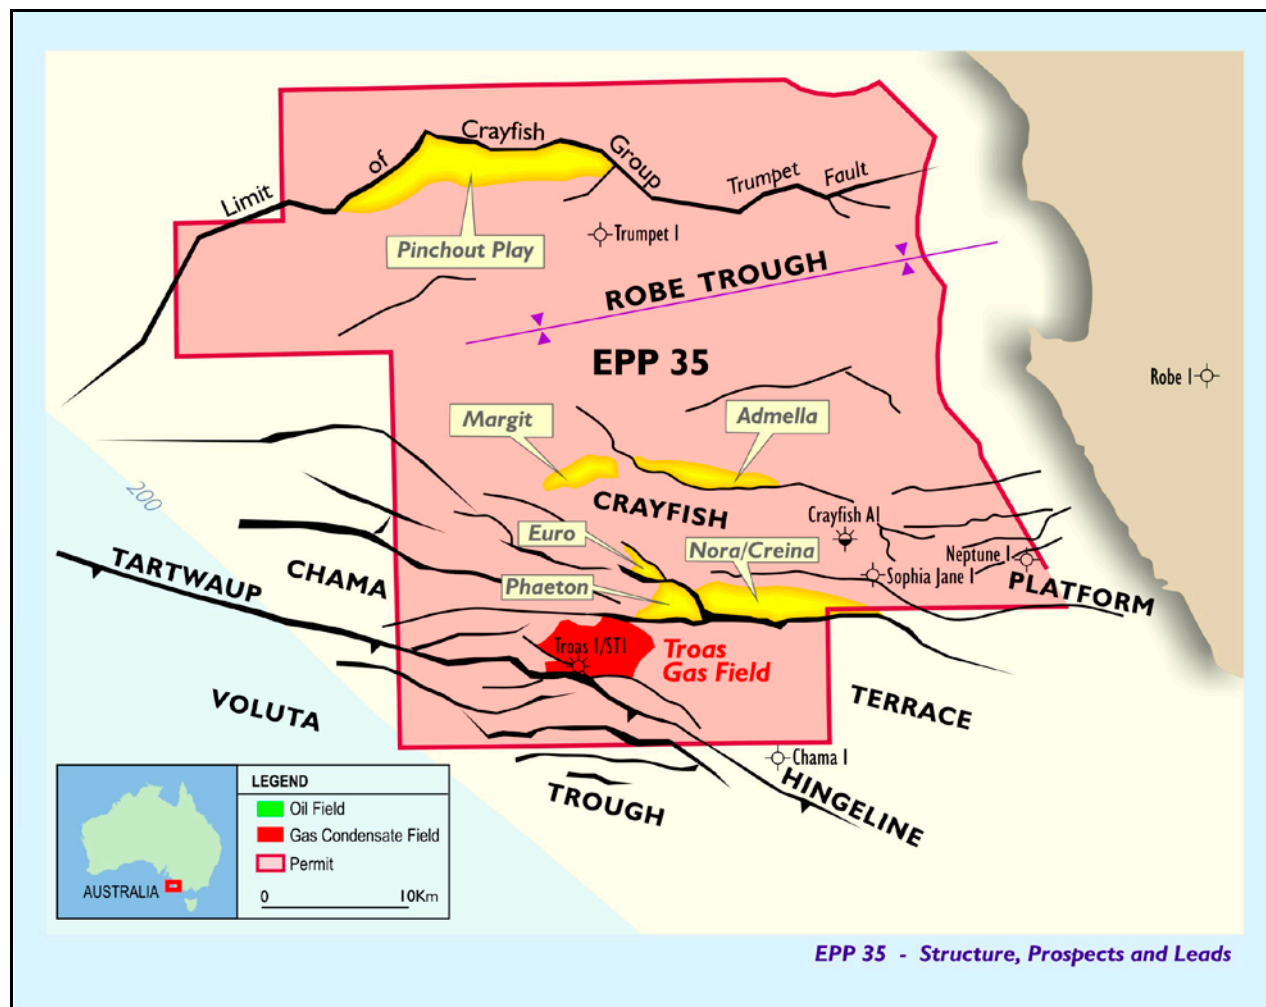 Limit of Crayfish Group
Trumpet Fault
Pinchout Play
Trumpet 1
ROBE TROUGH
EPP 35
Robe 1
Margit
Admella
200
CRAYFISH
Crayfish A1
Euro
Nora/Creina
Neptune 1
Sophia Jane 1
PLATFORM
TARTWAUP
CHAMA
Phaeton
Troas 1/ST1
Troas
Gas Field
VOLUTA
TERRACE
Chama 1
HINGELINE
TROUGH
LEGEND
Oil Field
Gas Condensate Field
Permit
0 10Km
AUSTRALIA
EPP 35 - Structure, Prospects and Leads